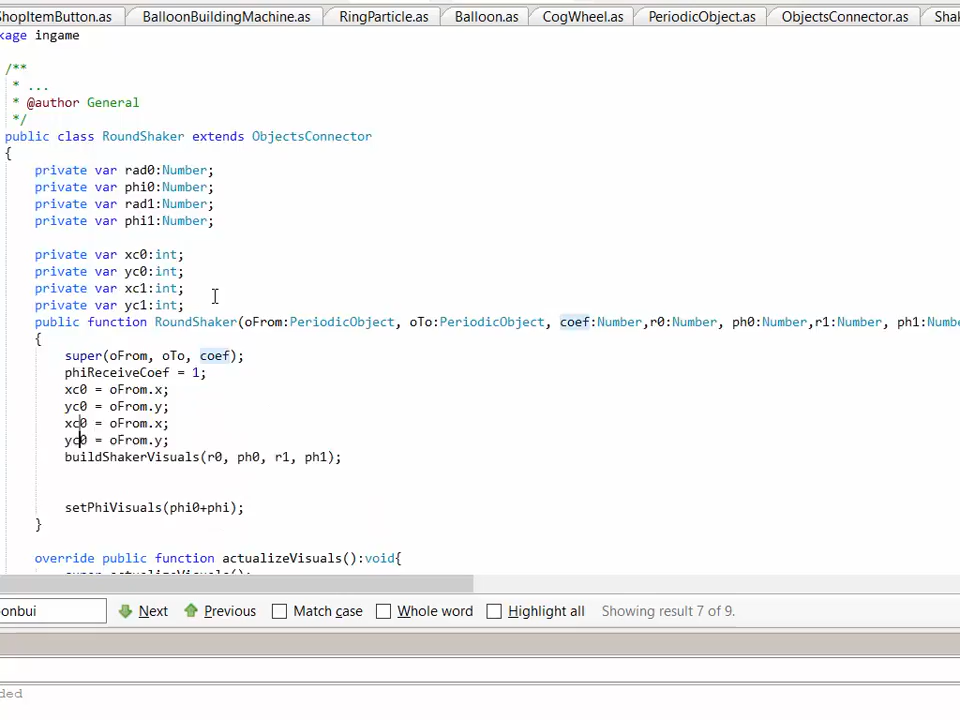 ShopItemButton.as BalloonBuildingMachine.as RingParticle.as Balloon.as CogWheel.as PeriodicObject.as ObjectsConnector.as Shak
kage ingame
/**
* ...
* @author General
*/
public class RoundShaker extends ObjectsConnector
{
private var rad0:Number;
private var phi0:Number;
private var rad1:Number;
private var phi1:Number;
private var xc0:int;
private var yc0:int;
private var xc1:int;
private var yc1:int;
public function RoundShaker(oFrom:PeriodicObject, oTo:PeriodicObject, coef:Number,r0:Number, ph0:Number,r1:Number, ph1:Numbe
{
super(oFrom, oTo, coef);
phiReceiveCoef = 1;
xc0 = oFrom.x;
yc0 = oFrom.y;
xc0 = oFrom.x;
yc0 = oFrom.y;
buildShakerVisuals(r0, ph0, r1, ph1);
setPhiVisuals(phi0+phi);
}
override public function actualizeVisuals():void{
super.actualizeVisuals();
onbui Next Previous Match case Whole word Highlight all Showing result 7 of 9.
ded